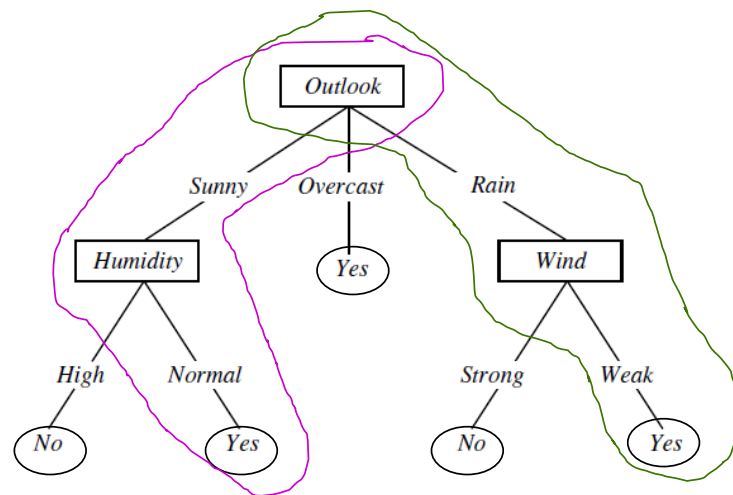 Outlook
Sunny Overcast Rain
Humidity Yes Wind
High Normal Strong Weak
No Yes No Yes